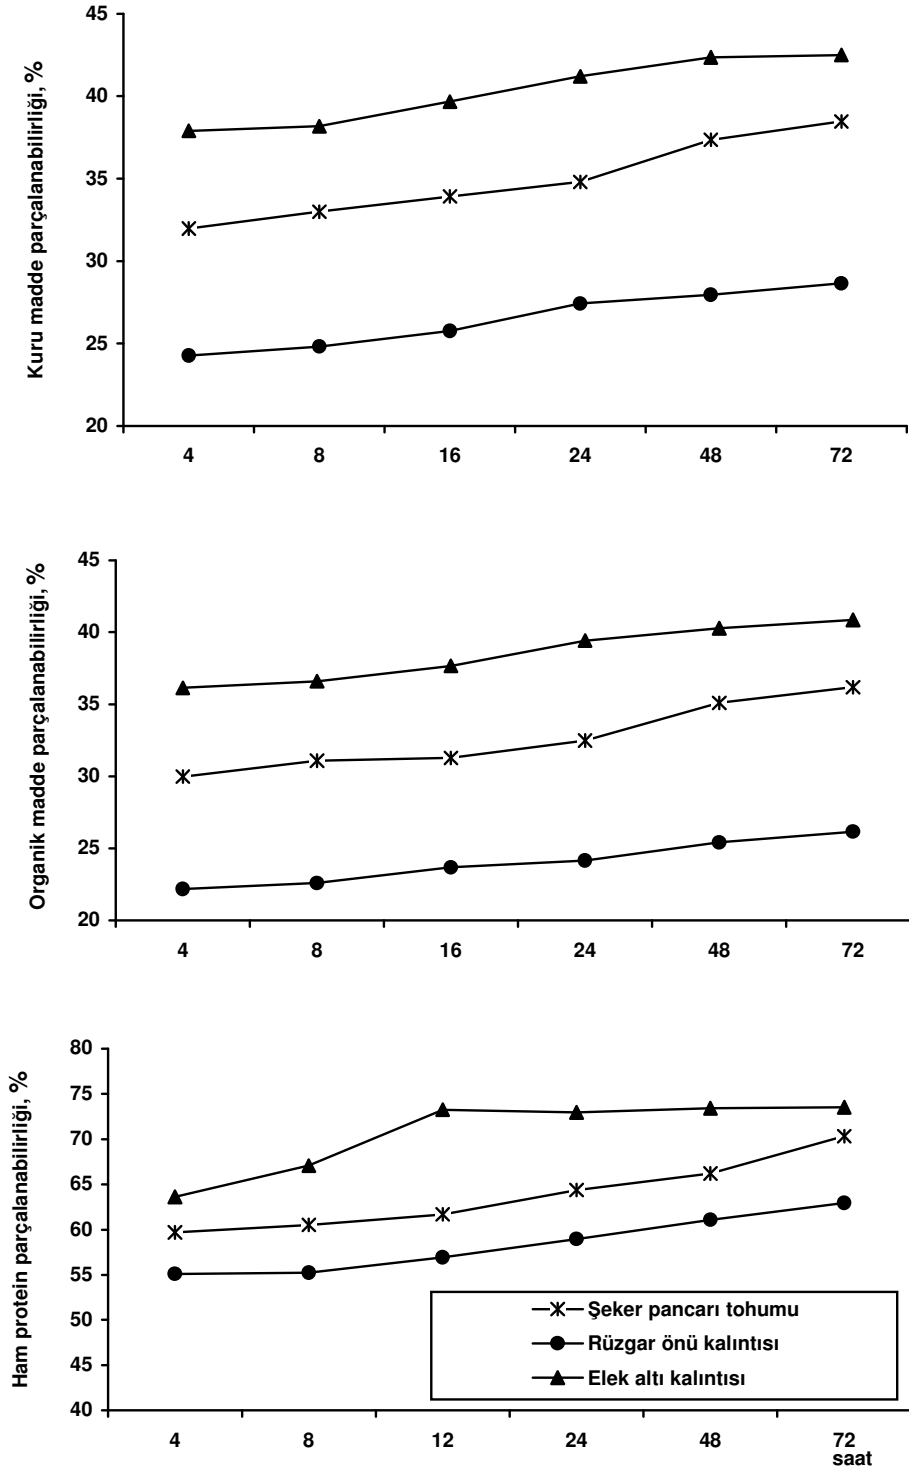 Kuru madde parçalanabilirliği, %
45
40
35
30
25
20
4 8 16 24 48 72
Organik madde parçalanabilirliği, %
45
40
35
30
25
20
4 8 16 24 48 72
Ham protein parçalanabilirliği, %
80
75
70
65
60
55
50
45
40
Şeker pancarı tohumu
Rüzgar önü kalıntısı
Elek altı kalıntısı
4 8 12 24 48 72
saat